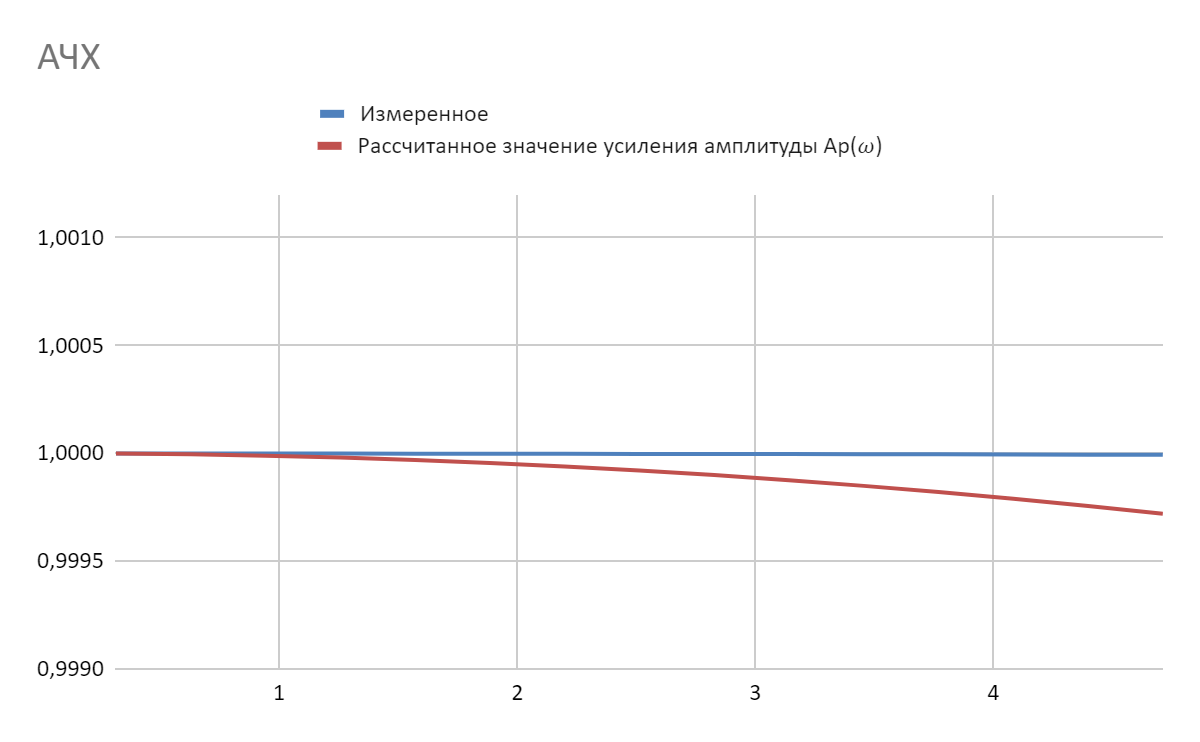 АЧХ
Измеренное
Рассчитанное значение усиления амплитуды Ap(ω)
1,0010
1,0005
1,0000
0,9995
0,9990
1 2 3 4